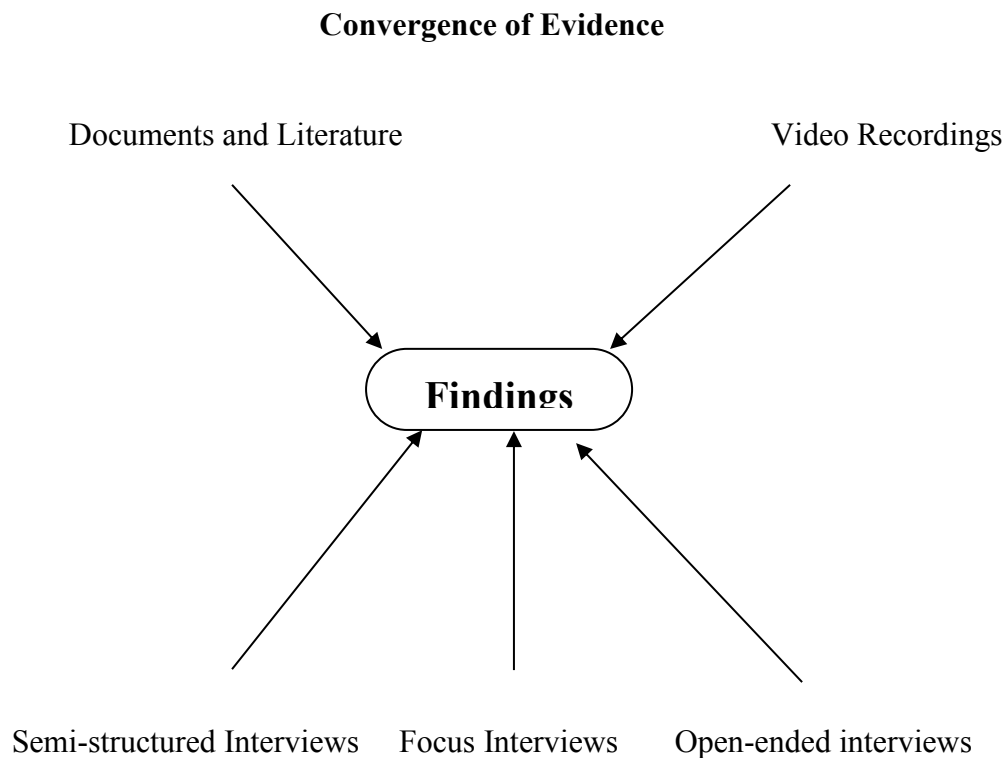 Convergence of Evidence
Documents and Literature Video Recordings
Findings
Semi-structured Interviews Focus Interviews Open-ended interviews